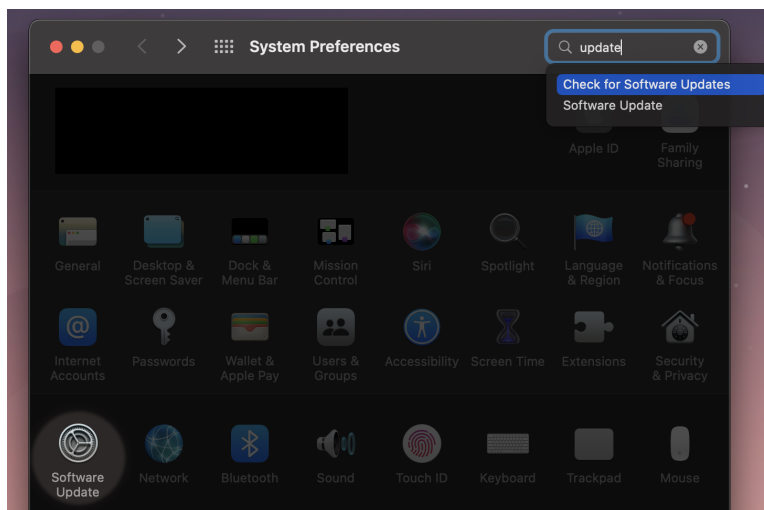 System Preferences
update
Check for Software Updates
Software Update
Apple ID
Family
Sharing
General
Desktop &
Screen Saver
Dock &
Menu Bar
Mission
Control
Siri
Spotlight
Language
& Region
Notifications
& Focus
Internet
Accounts
Passwords
Wallet &
Apple Pay
Users &
Groups
Accessibility
Screen Time
Extensions
Security
& Privacy
Software
Update
Network
Bluetooth
Sound
Touch ID
Keyboard
Trackpad
Mouse